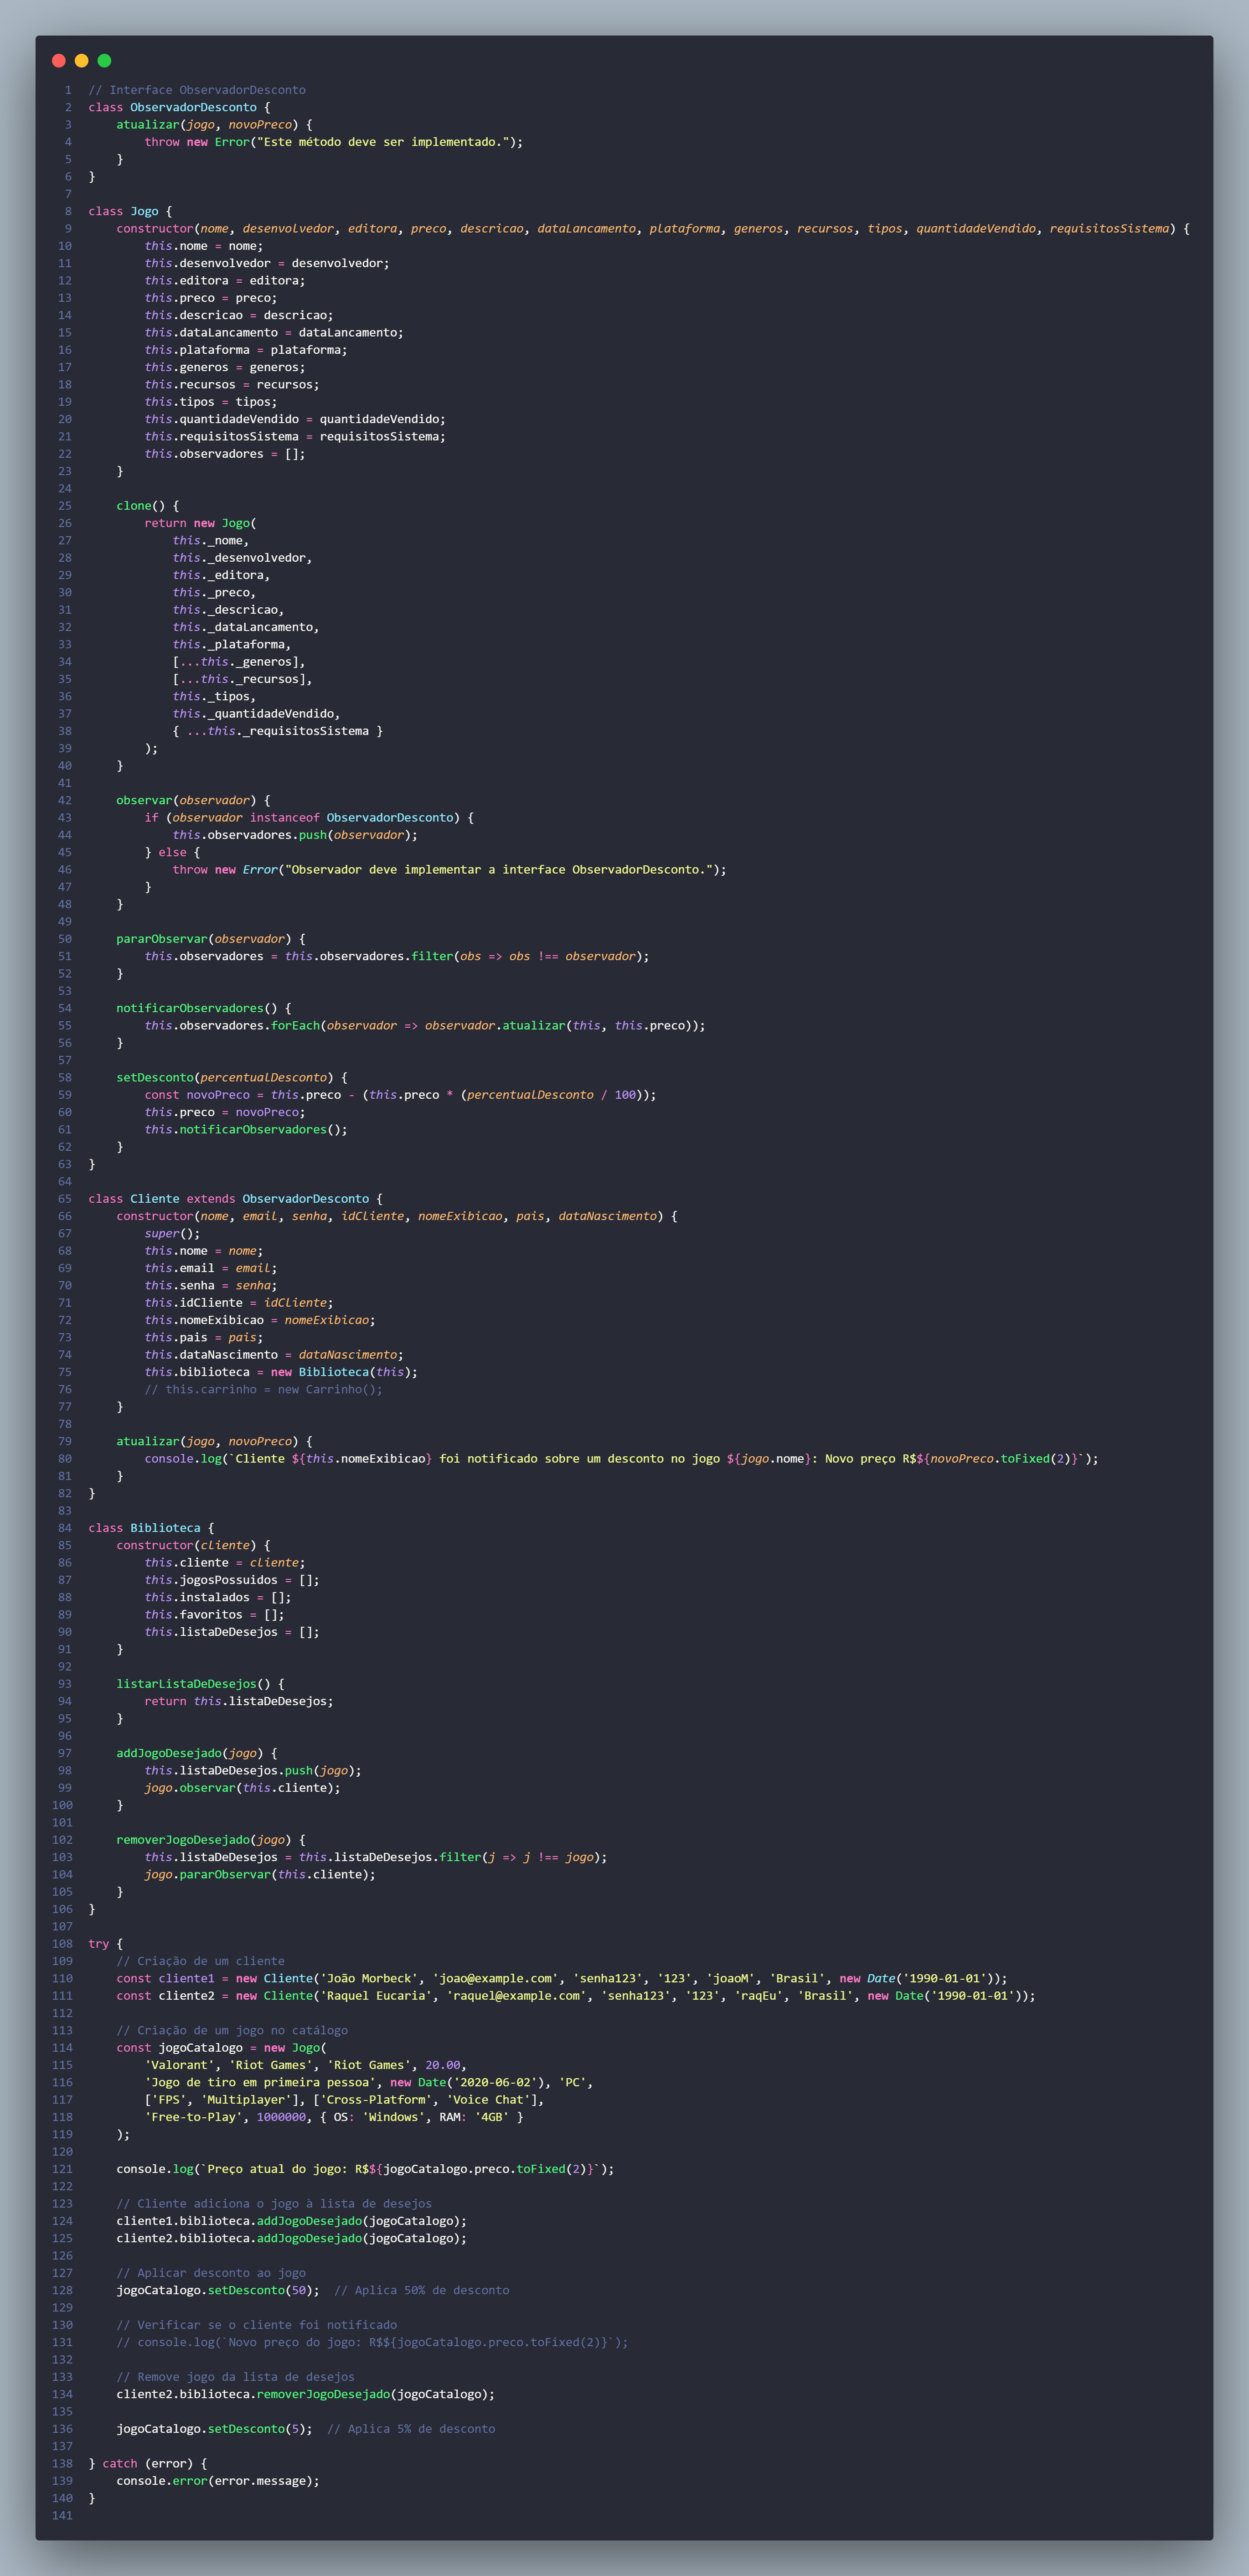 1 // Interface ObservadorDesconto
2 class ObservadorDesconto {
3     atualizar(jogo, novoPreco) {
4         throw new Error("Este método deve ser implementado.");
5     }
6 }
7
8 class Jogo {
9     constructor(nome, desenvolvedor, editora, preco, descricao, dataLancamento, plataforma, generos, recursos, tipos, quantidadeVendido, requisitosSistema) {
10         this.nome = nome;
11         this.desenvolvedor = desenvolvedor;
12         this.editora = editora;
13         this.preco = preco;
14         this.descricao = descricao;
15         this.dataLancamento = dataLancamento;
16         this.plataforma = plataforma;
17         this.generos = generos;
18         this.recursos = recursos;
19         this.tipos = tipos;
20         this.quantidadeVendido = quantidadeVendido;
21         this.requisitosSistema = requisitosSistema;
22         this.observadores = [];
23     }
24
25     clone() {
26         return new Jogo(
27             this._nome,
28             this._desenvolvedor,
29             this._editora,
30             this._preco,
31             this._descricao,
32             this._dataLancamento,
33             this._plataforma,
34             [...this._generos],
35             [...this._recursos],
36             this._tipos,
37             this._quantidadeVendido,
38             { ...this._requisitosSistema }
39         );
40     }
41
42     observar(observador) {
43         if (observador instanceof ObservadorDesconto) {
44             this.observadores.push(observador);
45         } else {
46             throw new Error("Observador deve implementar a interface ObservadorDesconto.");
47         }
48     }
49
50     pararObservar(observador) {
51         this.observadores = this.observadores.filter(obs => obs !== observador);
52     }
53
54     notificarObservadores() {
55         this.observadores.forEach(observador => observador.atualizar(this, this.preco));
56     }
57
58     setDesconto(percentualDesconto) {
59         const novoPreco = this.preco - (this.preco * (percentualDesconto / 100));
60         this.preco = novoPreco;
61         this.notificarObservadores();
62     }
63 }
64
65 class Cliente extends ObservadorDesconto {
66     constructor(nome, email, senha, idCliente, nomeExibicao, pais, dataNascimento) {
67         super();
68         this.nome = nome;
69         this.email = email;
70         this.senha = senha;
71         this.idCliente = idCliente;
72         this.nomeExibicao = nomeExibicao;
73         this.pais = pais;
74         this.dataNascimento = dataNascimento;
75         this.biblioteca = new Biblioteca(this);
76         // this.carrinho = new Carrinho();
77     }
78
79     atualizar(jogo, novoPreco) {
80         console.log(`Cliente ${this.nomeExibicao} foi notificado sobre um desconto no jogo ${jogo.nome}: Novo preço R$${novoPreco.toFixed(2)}`);
81     }
82 }
83
84 class Biblioteca {
85     constructor(cliente) {
86         this.cliente = cliente;
87         this.jogosPossuidos = [];
88         this.instalados = [];
89         this.favoritos = [];
90         this.listaDeDesejos = [];
91     }
92
93     listarListaDeDesejos() {
94         return this.listaDeDesejos;
95     }
96
97     addJogoDesejado(jogo) {
98         this.listaDeDesejos.push(jogo);
99         jogo.observar(this.cliente);
100     }
101
102     removerJogoDesejado(jogo) {
103         this.listaDeDesejos = this.listaDeDesejos.filter(j => j !== jogo);
104         jogo.pararObservar(this.cliente);
105     }
106 }
107
108 try {
109     // Criação de um cliente
110     const cliente1 = new Cliente('João Morbeck', 'joao@example.com', 'senha123', '123', 'joaoM', 'Brasil', new Date('1990-01-01'));
111     const cliente2 = new Cliente('Raquel Eucaria', 'raquel@example.com', 'senha123', '123', 'raqEu', 'Brasil', new Date('1990-01-01'));
112
113     // Criação de um jogo no catálogo
114     const jogoCatalogo = new Jogo(
115         'Valorant', 'Riot Games', 'Riot Games', 20.00,
116         'Jogo de tiro em primeira pessoa', new Date('2020-06-02'), 'PC',
117         ['FPS', 'Multiplayer'], ['Cross-Platform', 'Voice Chat'],
118         'Free-to-Play', 1000000, { OS: 'Windows', RAM: '4GB' }
119     );
120
121     console.log(`Preço atual do jogo: R$${jogoCatalogo.preco.toFixed(2)}`);
122
123     // Cliente adiciona o jogo à lista de desejos
124     cliente1.biblioteca.addJogoDesejado(jogoCatalogo);
125     cliente2.biblioteca.addJogoDesejado(jogoCatalogo);
126
127     // Aplicar desconto ao jogo
128     jogoCatalogo.setDesconto(50);  // Aplica 50% de desconto
129
130     // Verificar se o cliente foi notificado
131     // console.log(`Novo preço do jogo: R$${jogoCatalogo.preco.toFixed(2)}`);
132
133     // Remove jogo da lista de desejos
134     cliente2.biblioteca.removerJogoDesejado(jogoCatalogo);
135
136     jogoCatalogo.setDesconto(5);  // Aplica 5% de desconto
137
138 } catch (error) {
139     console.error(error.message);
140 }
141